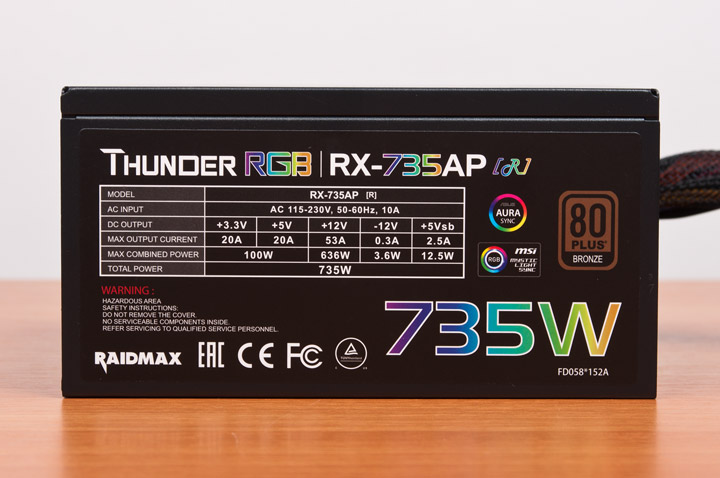 THUNDER RGB | RX-735AP [R]
MODEL RX-735AP [R]
AC INPUT AC 115-230V, 50-60Hz, 10A
DC OUTPUT +3.3V +5V +12V -12V +5Vsb
MAX OUTPUT CURRENT 20A 20A 53A 0.3A 2.5A
MAX COMBINED POWER 100W 636W 3.6W 12.5W
TOTAL POWER 735W
ASUS
AURA
SYNC
RGB
msi
MYSTIC
LIGHT
SYNC
80
PLUS
BRONZE
WARNING :
HAZARDOUS AREA
SAFETY INSTRUCTIONS:
DO NOT REMOVE THE COVER.
NO SERVICEABLE COMPONENTS INSIDE.
REFER SERVICING TO QUALIFIED SERVICE PERSONNEL.
735W
RAIDMAX EAC CE FC
FD058*152A